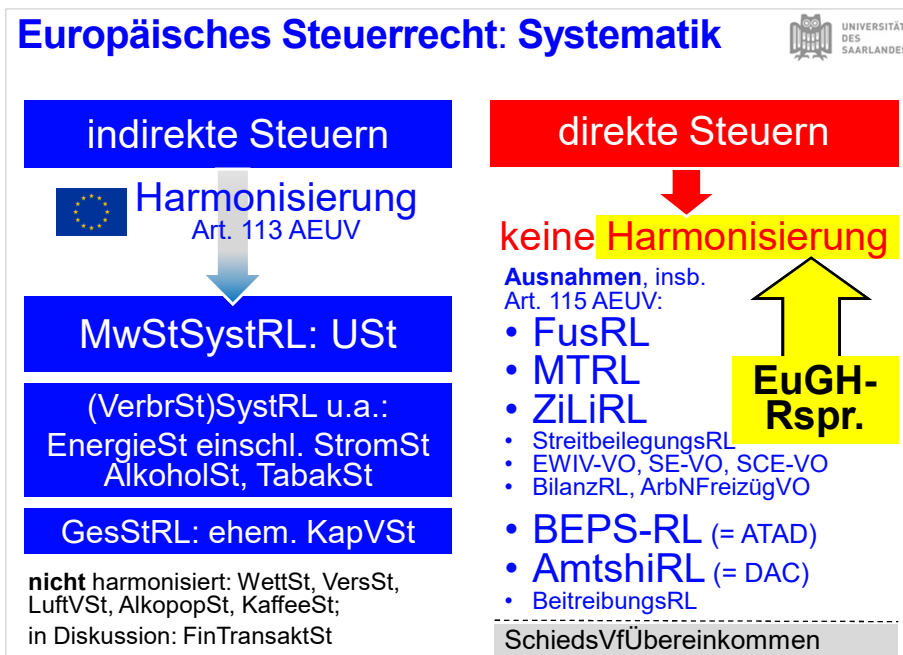 Europäisches Steuerrecht: Systematik
UNIVERSITÄT
DES
SAARLANDES
indirekte Steuern
Harmonisierung
Art. 113 AEUV
MwStSystRL: USt
(VerbrSt)SystRL u.a.:
EnergieSt einschl. StromSt
AlkoholSt, TabakSt
GesStRL: ehem. KapVSt
nicht harmonisiert: WettSt, VersSt,
LuftVSt, AlkopopSt, KaffeeSt;
in Diskussion: FinTransaktSt
direkte Steuern
keine Harmonisierung
Ausnahmen, insb.
Art. 115 AEUV:
• FusRL
• MTRL
• ZiLiRL
• StreitbeilegungsRL
• EWIV-VO, SE-VO, SCE-VO
• BilanzRL, ArbNFreizügVO
• BEPS-RL (= ATAD)
• AmtshiRL (= DAC)
• BeitreibungsRL
EuGH-
Rspr.
SchiedsVfÜbereinkommen